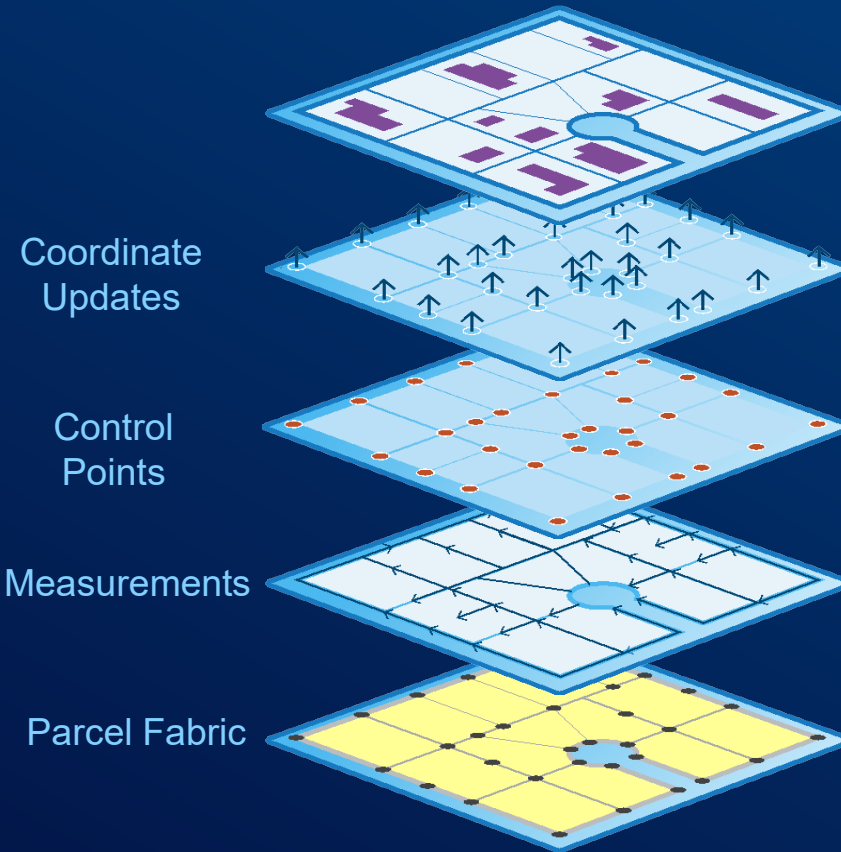 Coordinate
Updates
Control
Points
Measurements
Parcel Fabric